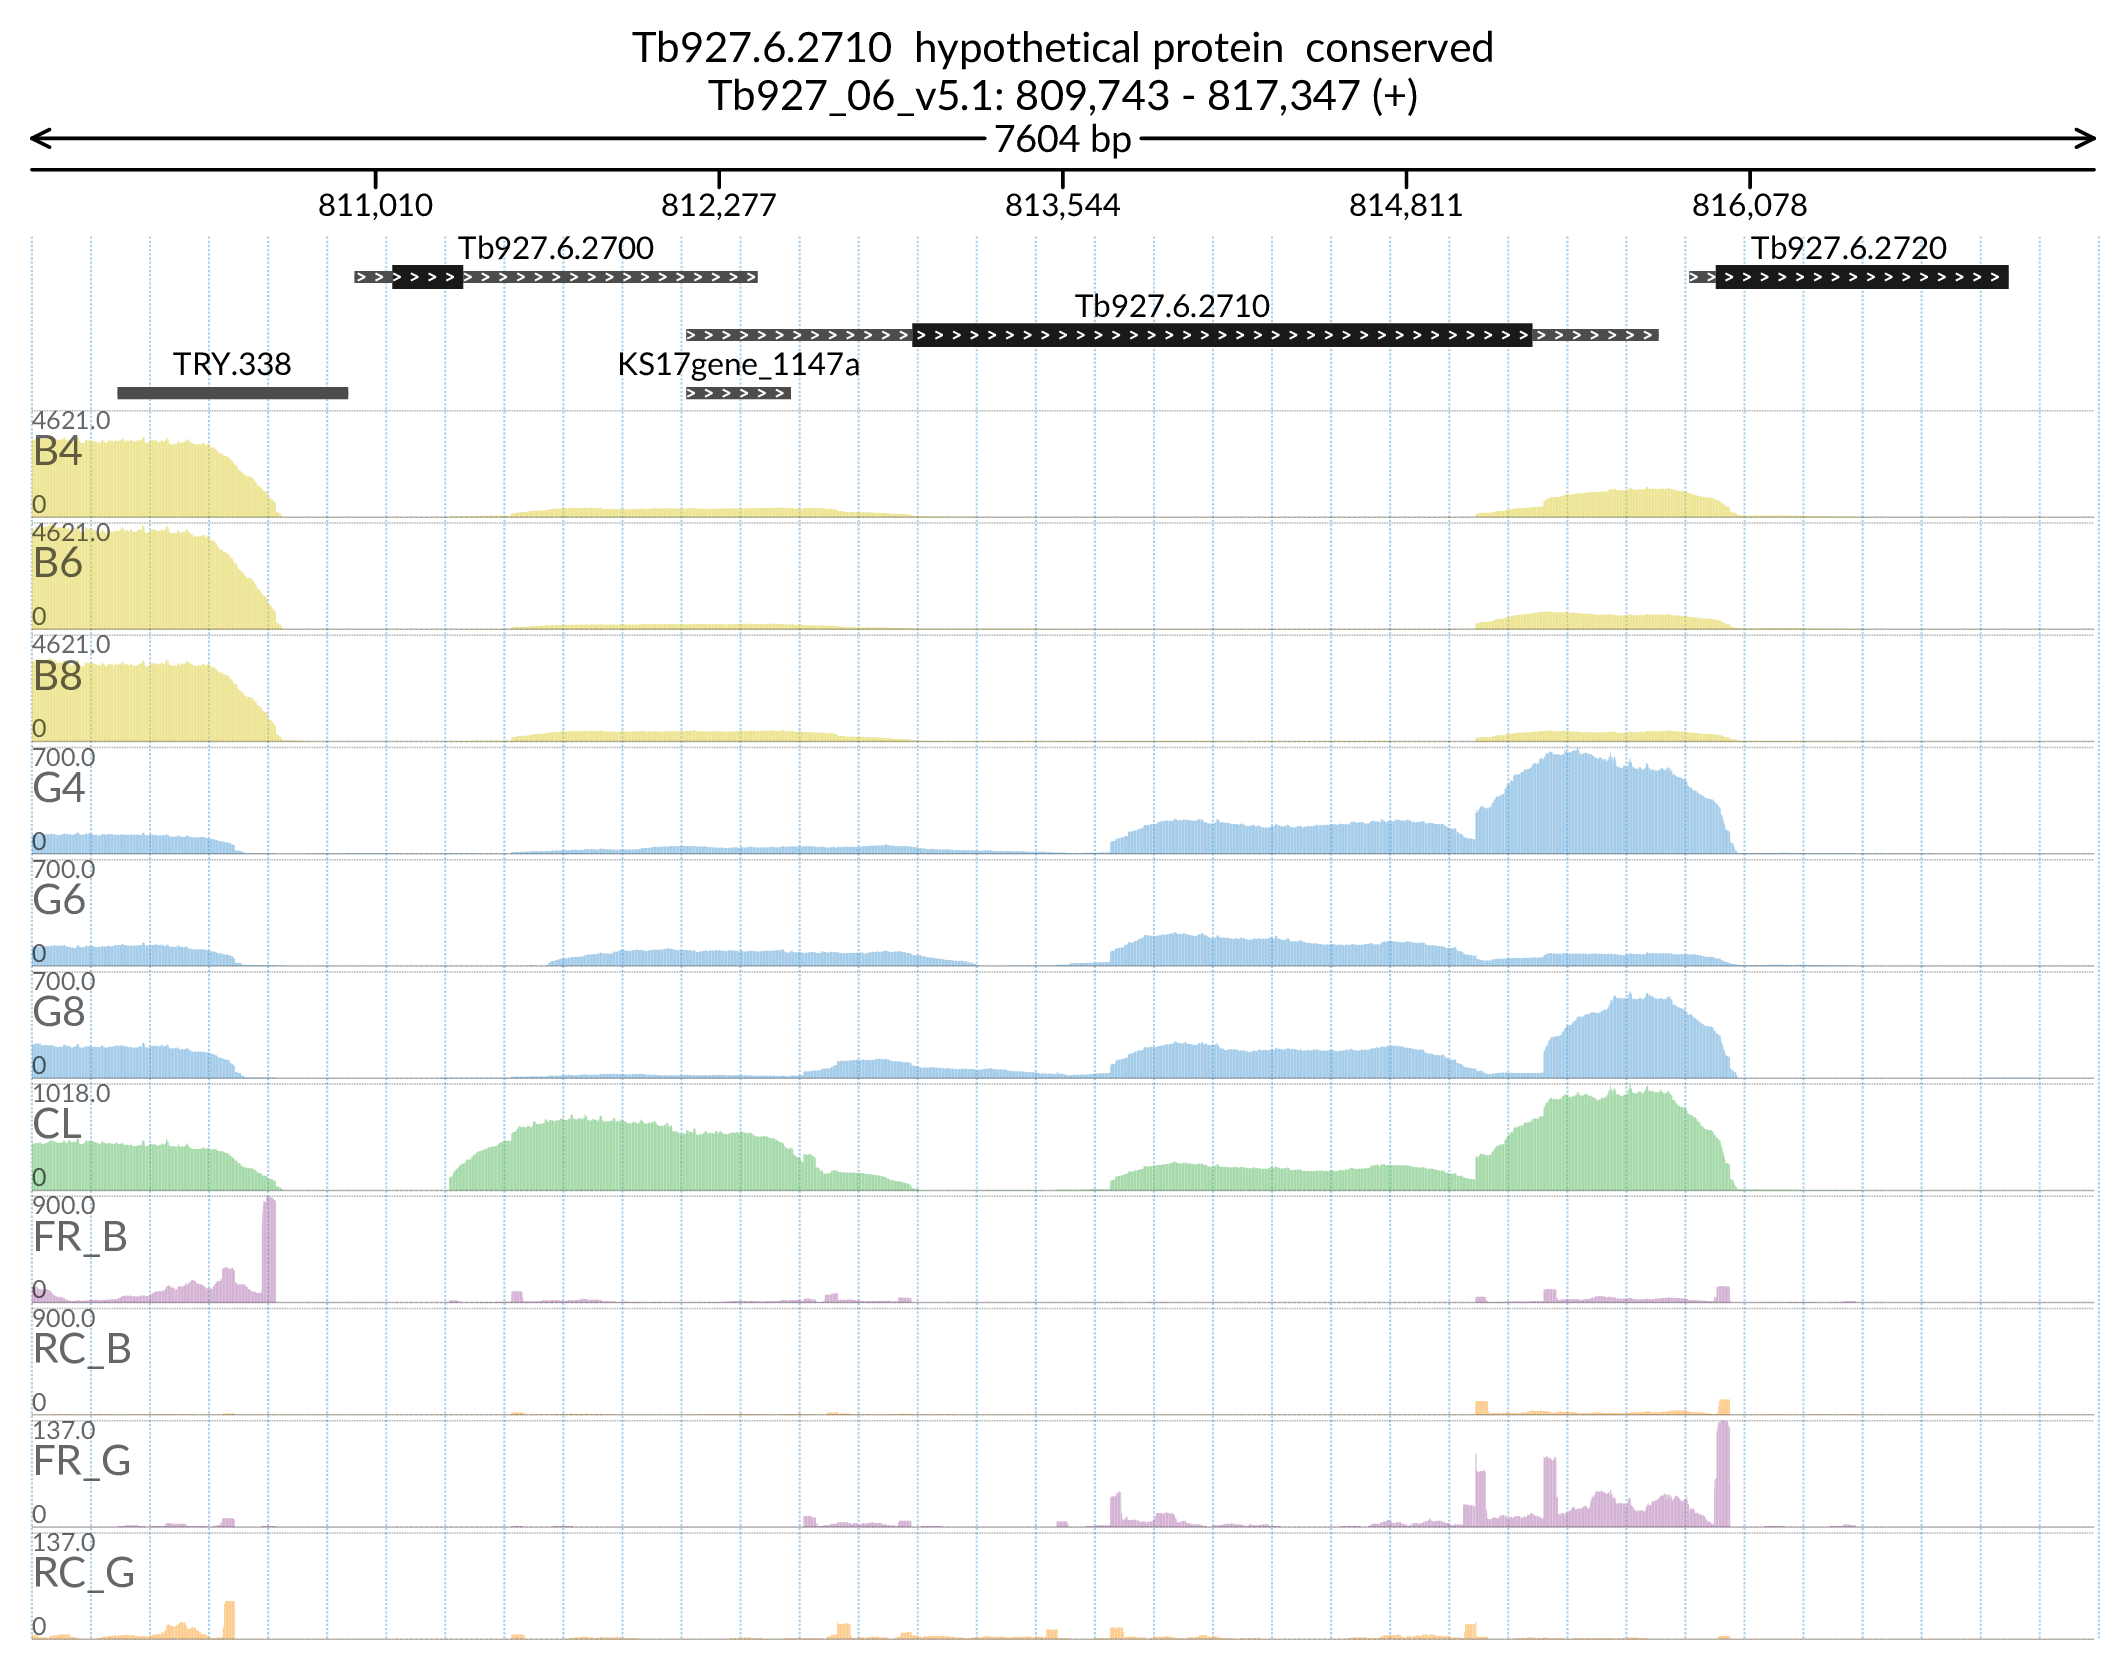 Tb927.6.2710  hypothetical protein  conserved
Tb927_06_v5.1: 809,743 - 817,347 (+)
7604 bp
811,010 812,277 813,544 814,811 816,078
Tb927.6.2700 Tb927.6.2720
Tb927.6.2710
TRY.338 KS17gene_1147a
4621.0
B4
0
4621.0
B6
0
4621.0
B8
0
700.0
G4
0
700.0
G6
0
700.0
G8
0
1018.0
CL
0
900.0
FR_B
0
900.0
RC_B
0
137.0
FR_G
0
137.0
RC_G
0